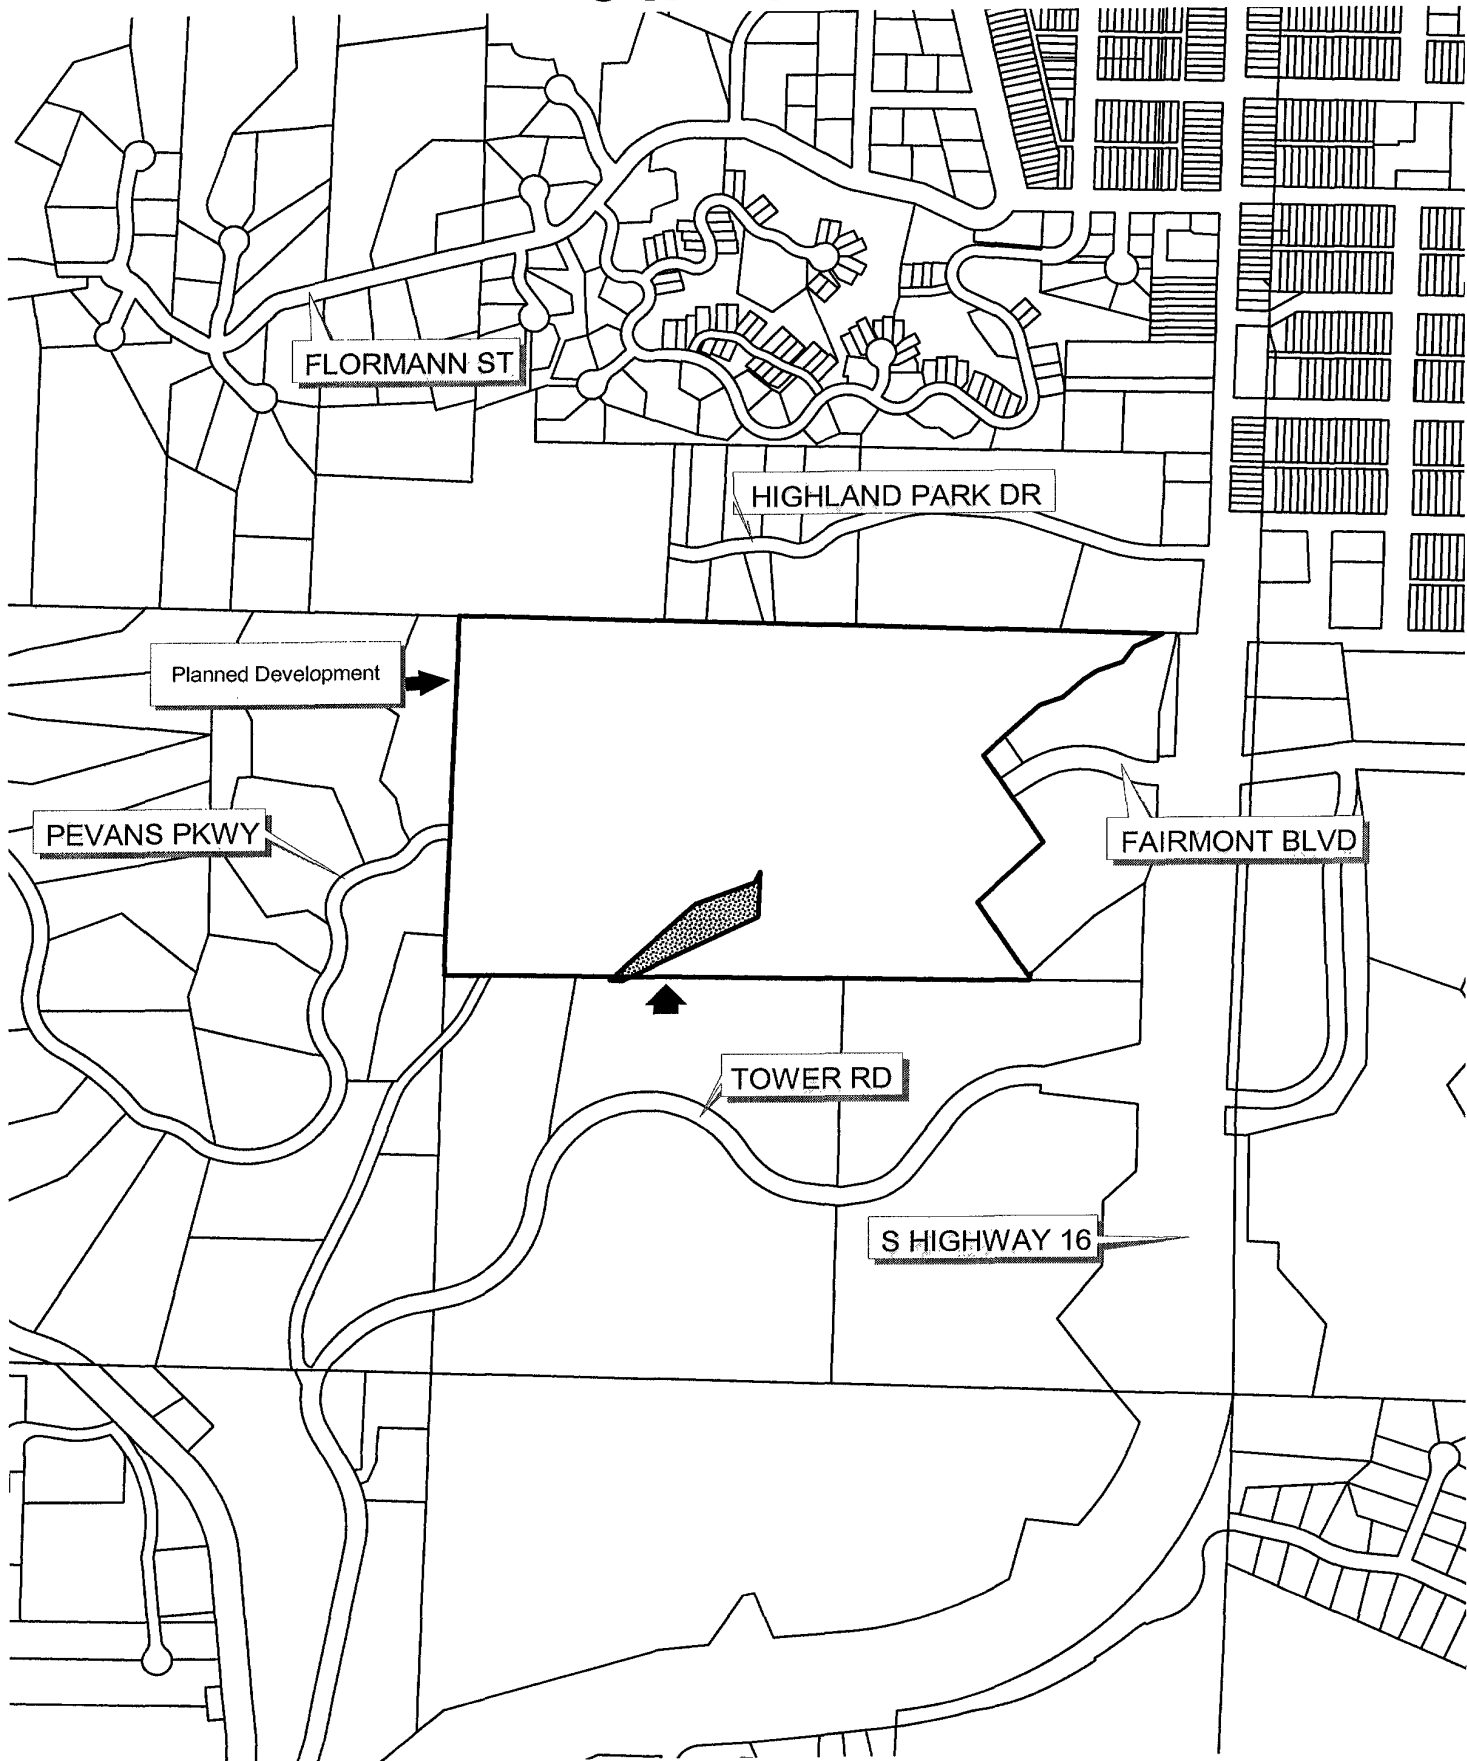 FLORMANN ST
HIGHLAND PARK DR
Planned Development
PEVANS PKWY
FAIRMONT BLVD
TOWER RD
S HIGHWAY 16